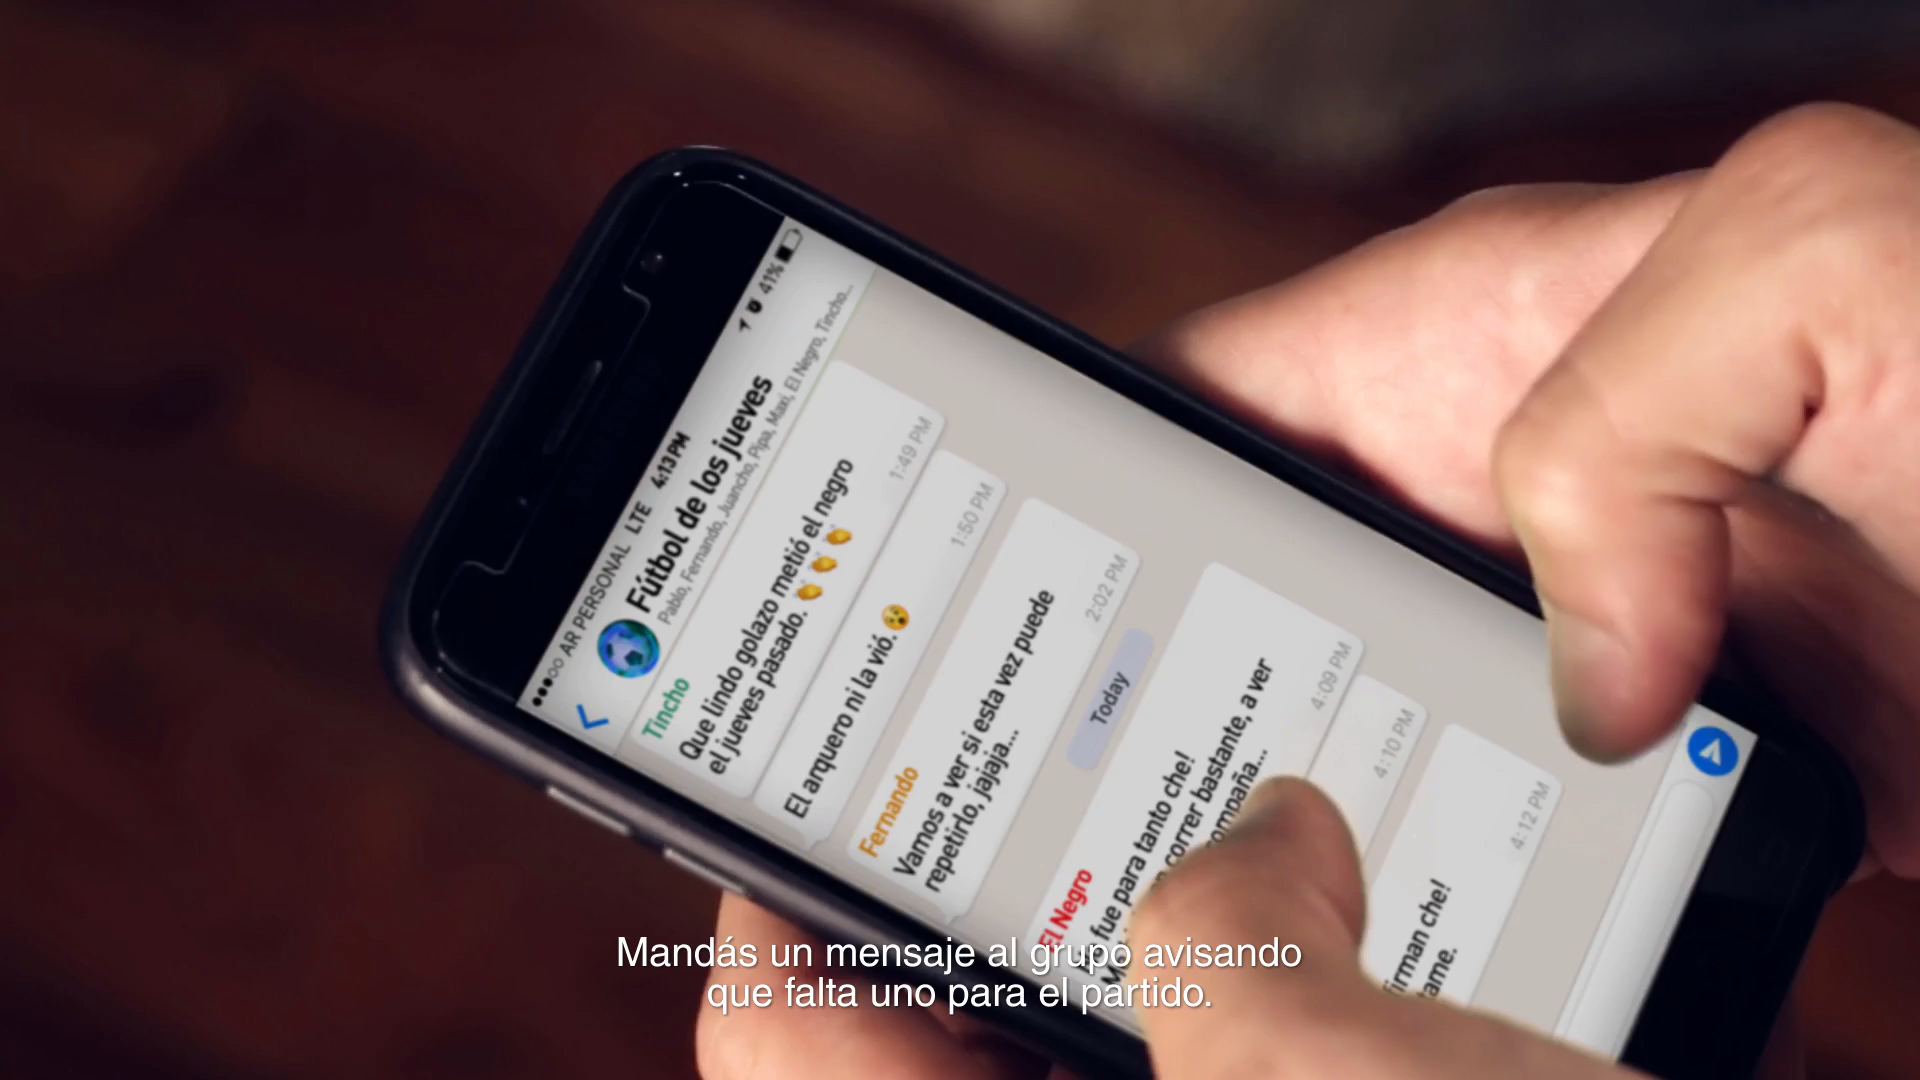 AR PERSONAL LTE 4:13PM 41%
Fútbol de los jueves
Pablo, Fernando, Juancho, Pipa, Maxi, El Negro, Tincho...
Tincho
Que lindo golazo metió el negro
el jueves pasado.
1:49 PM
El arquero ni la vió.
1:50 PM
Fernando
Vamos a ver si esta vez puede
repetirlo, jajaja...
2:02 PM
Today
El Negro
fue para tanto che!
correr bastante, a ver
4:09 PM
4:10 PM
che!
4:12 PM
Mandás un mensaje al grupo avisando
que falta uno para el partido.